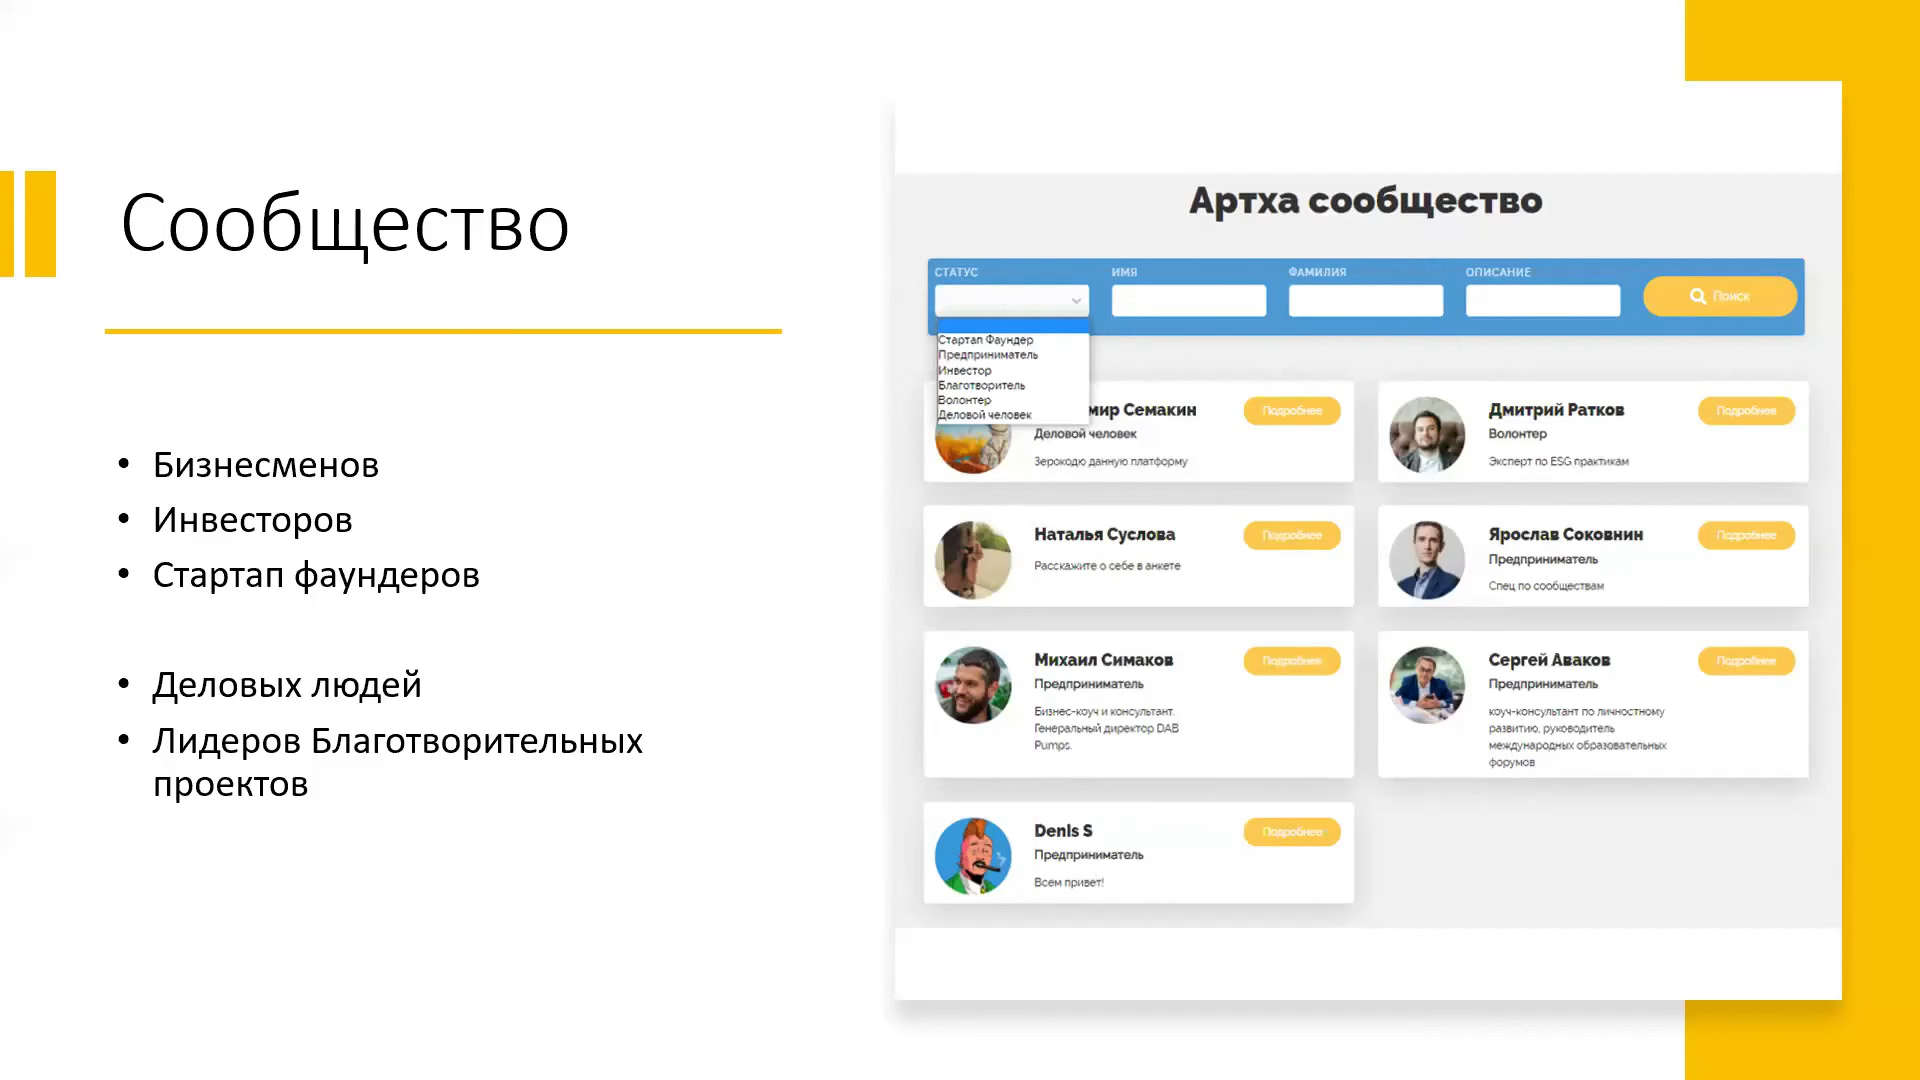 Сообщество
• Бизнесменов
• Инвесторов
• Стартап фаундеров
• Деловых людей
• Лидеров Благотворительных
проектов
Артха сообщество
СТАТУС
ИМЯ
ФАМИЛИЯ
ОПИСАНИЕ
Поиск
Стартап Фаундер
Предприниматель
Инвестор
Благотворитель
Волонтер
Деловой человек
мир Семакин
Подробнее
Деловой человек
Зерокодю данную платформу
Дмитрий Ратков
Подробнее
Волонтер
Эксперт по ESG практикам
Наталья Суслова
Подробнее
Расскажите о себе в анкете
Ярослав Соковнин
Подробнее
Предприниматель
Спец по сообществам
Михаил Симаков
Подробнее
Предприниматель
Бизнес-коуч и консультант.
Генеральный директор DAB
Pumps.
Сергей Аваков
Подробнее
Предприниматель
коуч-консультант по личностному
развитию, руководитель
международных образовательных
форумов
Denis S
Подробнее
Предприниматель
Всем привет!